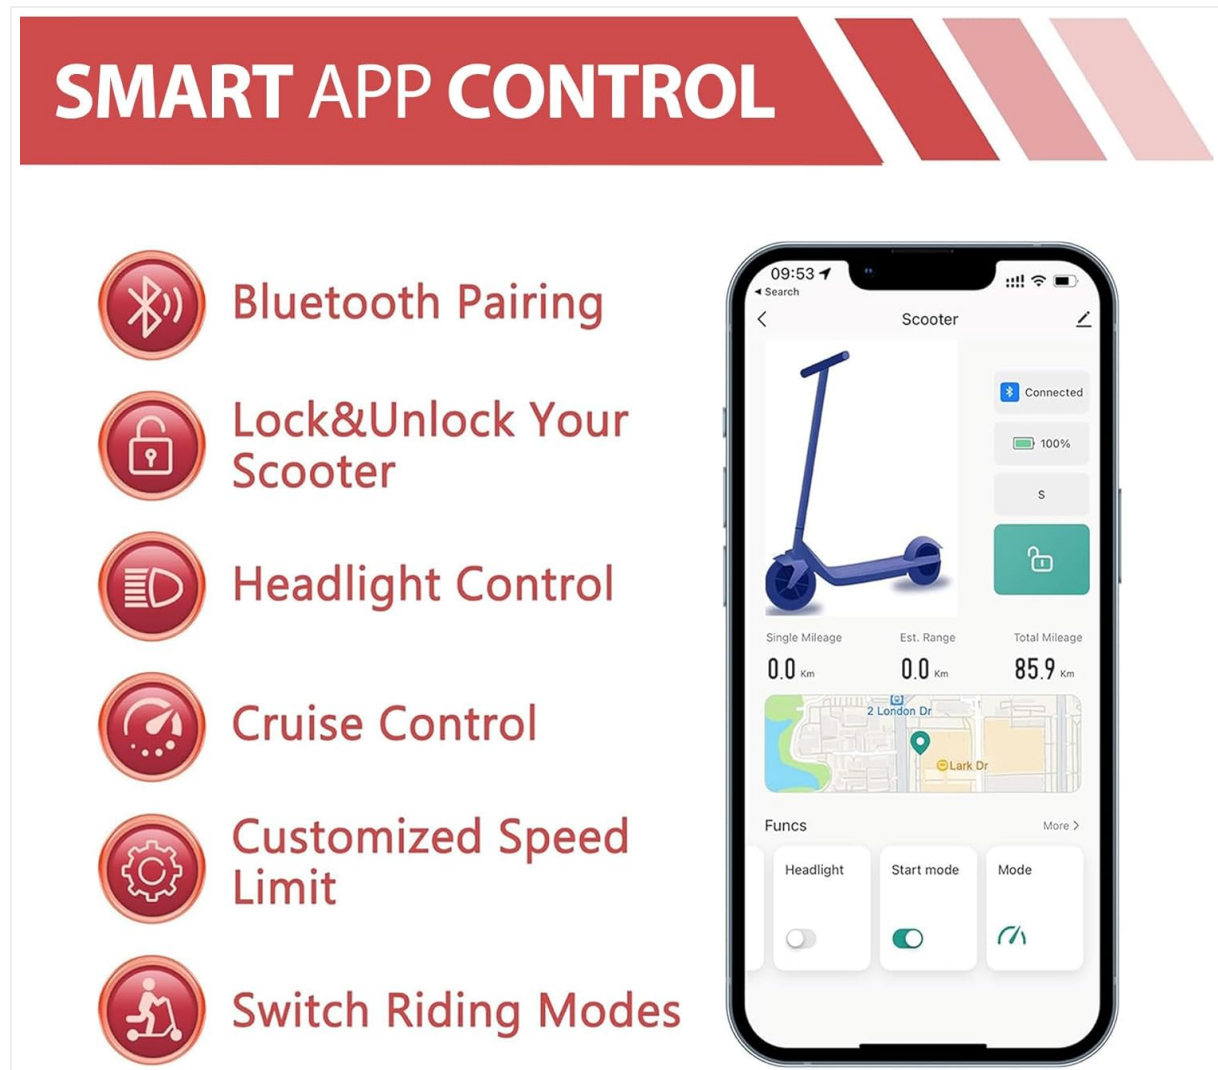 SMART APP CONTROL
Bluetooth Pairing
Lock&Unlock Your
Scooter
Headlight Control
Cruise Control
Customized Speed
Limit
Switch Riding Modes
09:53
Search
Scooter
Connected
100%
S
Single Mileage
Est. Range
Total Mileage
0.0 Km
0.0 Km
85.9 Km
2 London Dr
Lark Dr
Funcs
More >
Headlight
Start mode
Mode